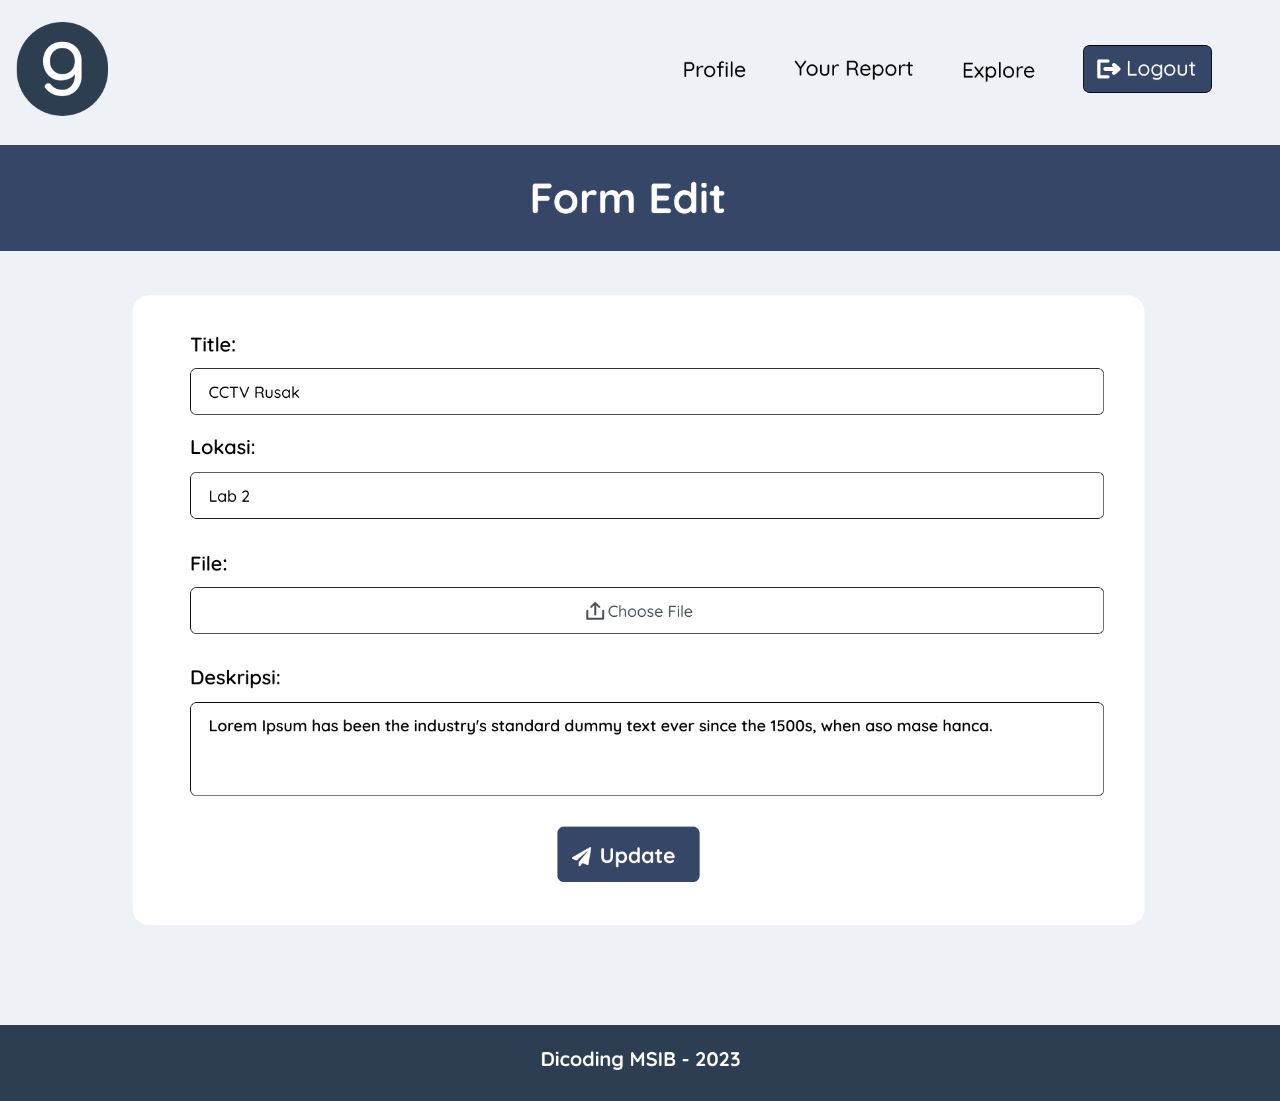 g
Profile
Your Report
Explore
Logout
Form Edit
Title:
CCTV Rusak
Lokasi:
Lab 2
File:
Choose File
Deskripsi:
Lorem Ipsum has been the industry's standard dummy text ever since the 1500s, when aso mase hanca.
Update
Dicoding MSIB - 2023